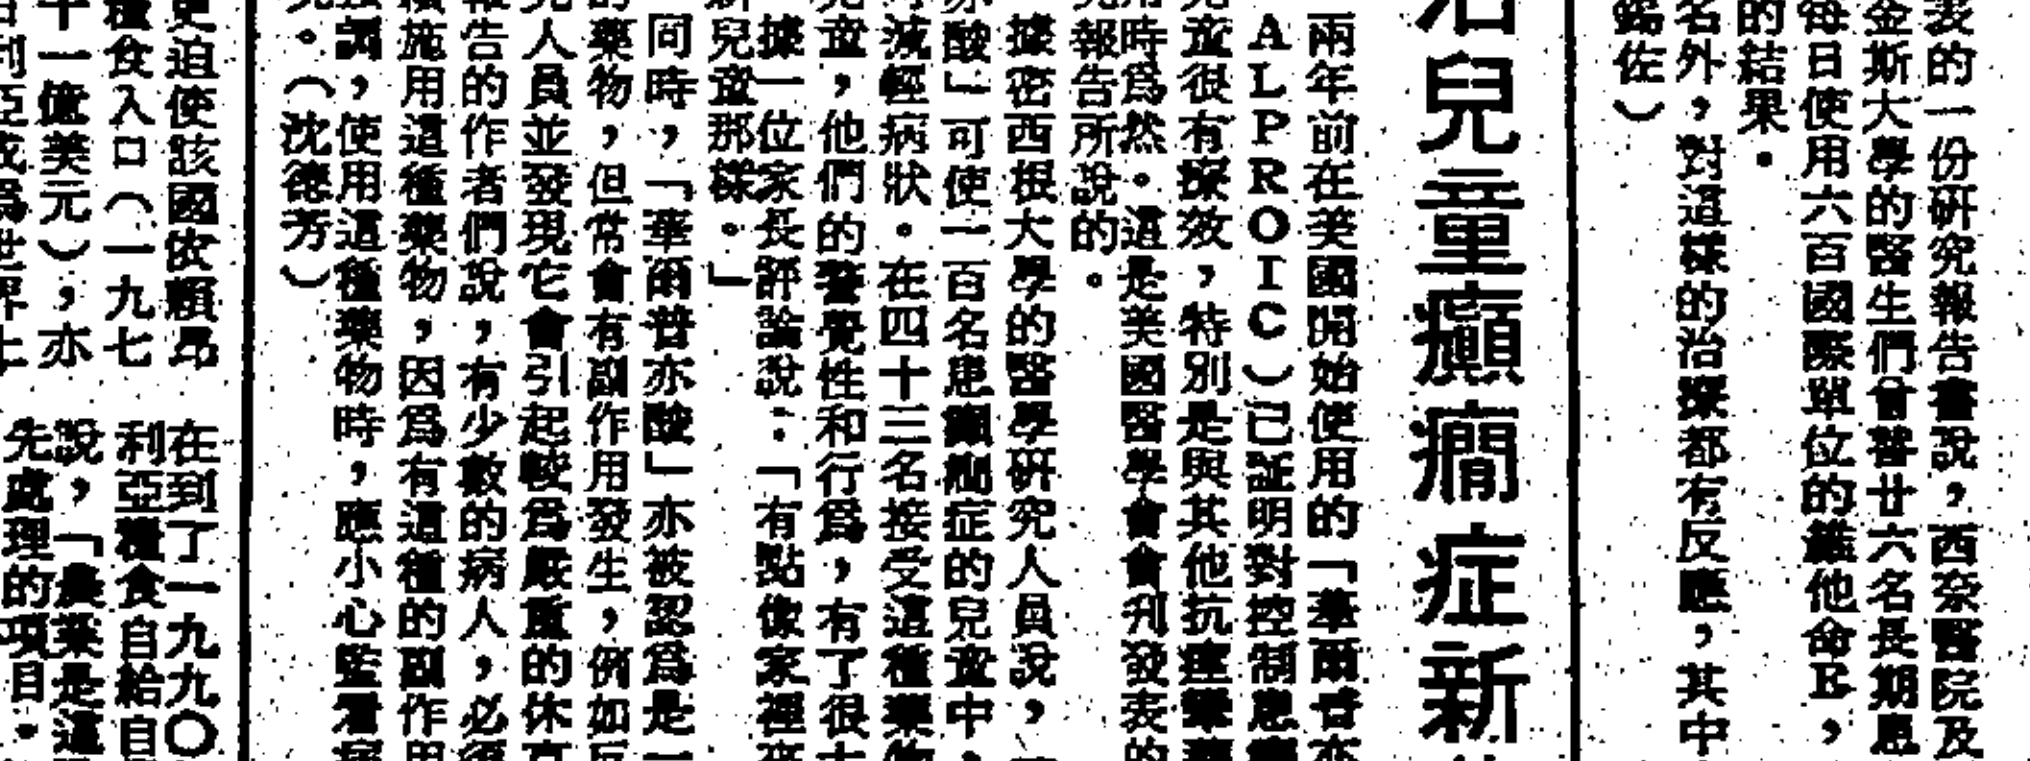 表的一份研究報告書說，西奈醫院及
金斯大學的醫生們曾替廿六名長期患
每日使用六百國際單位的維他命E，
的結果。
名外，對這樣的治療都有反應，其中
錫佐）
治兒童癲癇症新
兩年前在美國開始使用的「華爾普亦
ALPROIC）已証明對控制患癲
兒童很有療效，特別是與其他抗痙攣藥
用時爲然。這是美國醫學會會刊發表的
究報告所說的。
據密西根大學的醫學研究人員說，
亦酸」可使一百名患癲癇症的兒童中，
減輕病狀。在四十三名接受這種藥物
兒童，他們的警覺性和行爲，有了很大
據一位家長評論說：「有點像家裡
新兒童那樣。」
同時，「華爾普亦酸」亦被認爲是一
的藥物，但常會有副作用發生，例如反
究人員並發現它會引起較爲嚴重的休克
報告的作者們說，有少數的病人，必須
施用這種藥物，因爲有這種的副作用
強調，使用這種藥物時，應小心監看病
。（沈德芳）
更迫使該國依賴昂
糧食入口（一九七
十一億美元），亦
在到了一九九〇
利亞糧食自給自
說，「農業是這
先處理的項目。